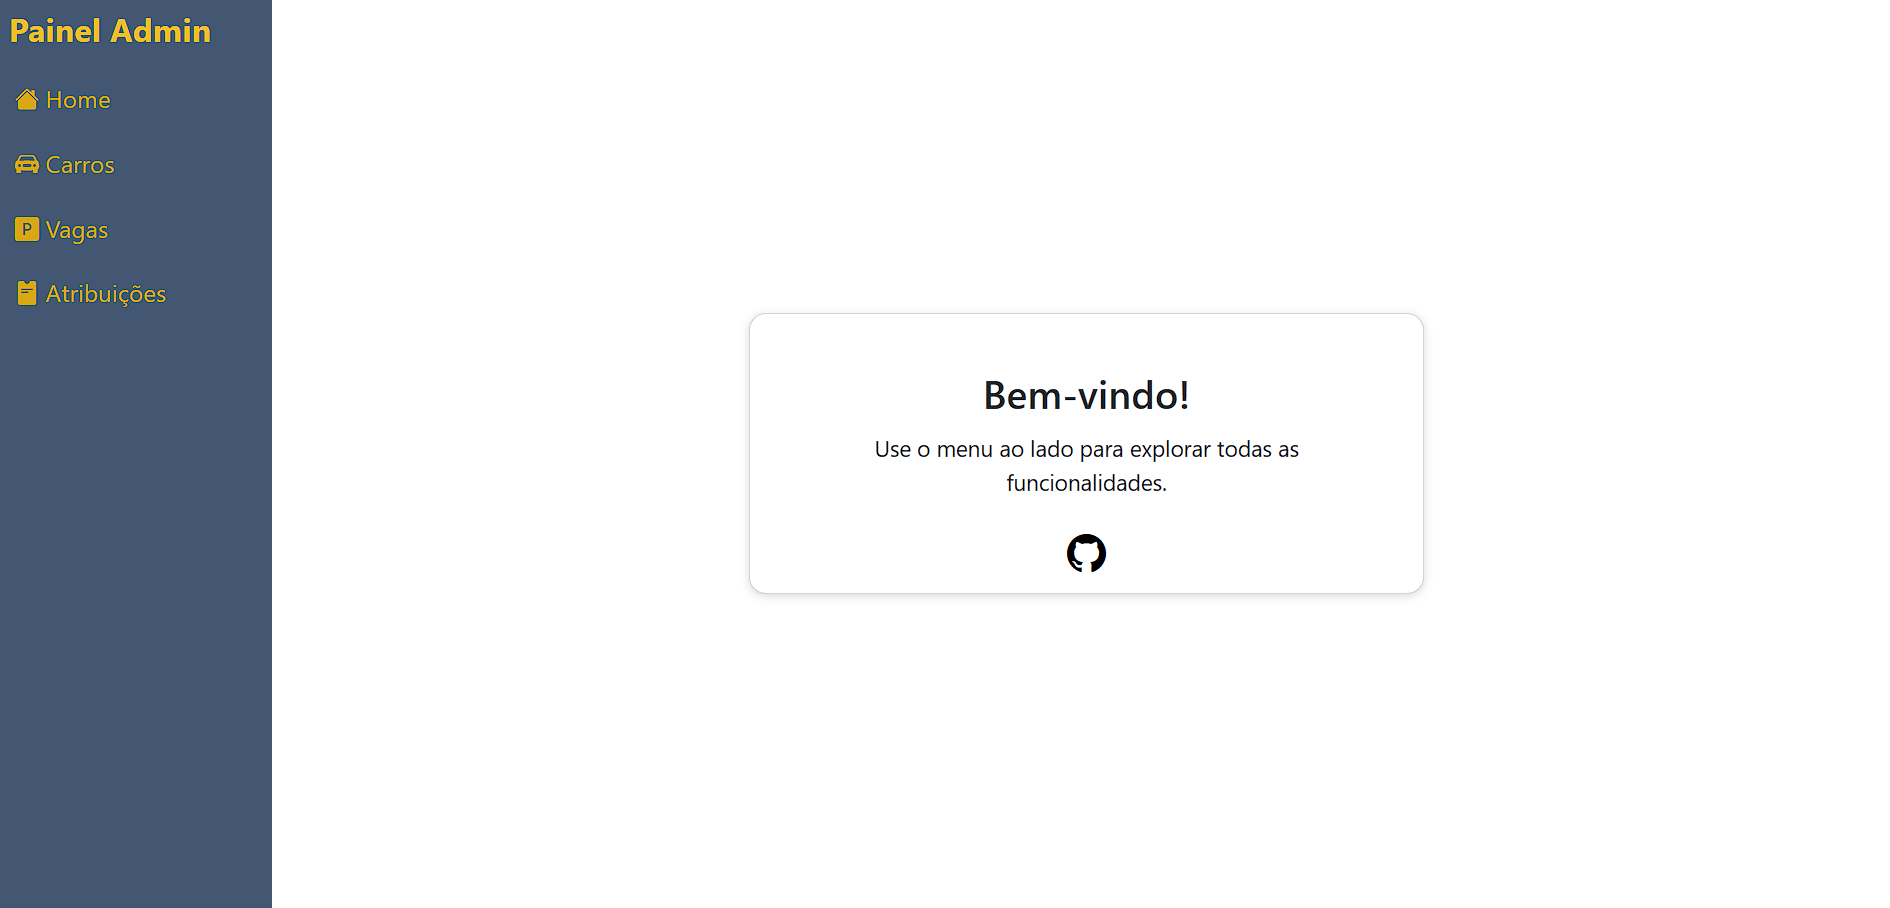 Painel Admin
Home
Carros
P Vagas
Atribuições
Bem-vindo!
Use o menu ao lado para explorar todas as
funcionalidades.